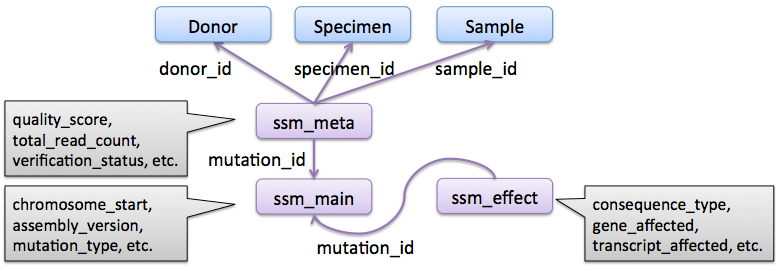 Donor
Specimen
Sample
donor_id
specimen_id
sample_id
quality_score,
total_read_count,
verification_status, etc.
ssm_meta
mutation_id
chromosome_start,
assembly_version,
mutation_type, etc.
ssm_main
ssm_effect
consequence_type,
gene_affected,
transcript_affected, etc.
mutation_id